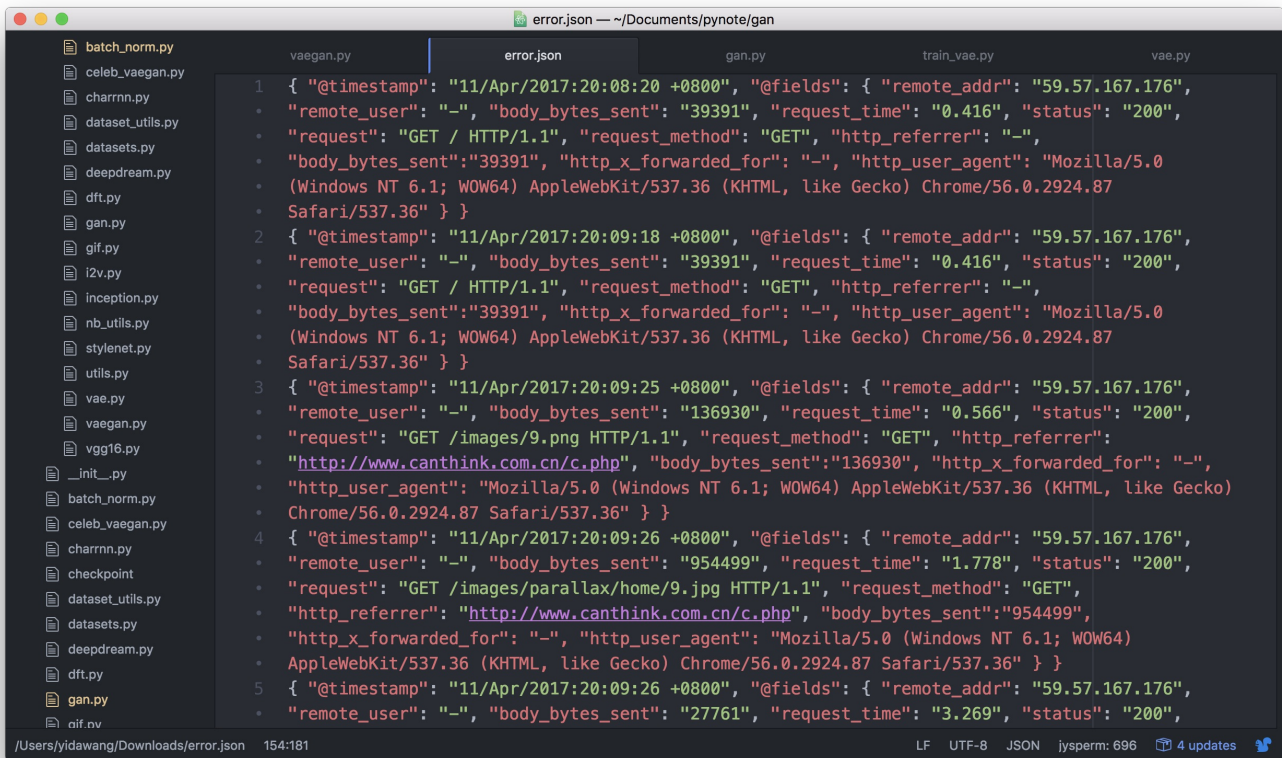 error.json — ~/Documents/pynote/gan
batch_norm.py
celeb_vaegan.py
charrnn.py
dataset_utils.py
datasets.py
deepdream.py
dft.py
gan.py
gif.py
i2v.py
inception.py
nb_utils.py
stylenet.py
utils.py
vae.py
vaegan.py
vgg16.py
__init__.py
batch_norm.py
celeb_vaegan.py
charrnn.py
checkpoint
dataset_utils.py
datasets.py
deepdream.py
dft.py
gan.py
gif.py
vaegan.py error.json gan.py train_vae.py vae.py
1 { "@timestamp": "11/Apr/2017:20:08:20 +0800", "@fields": { "remote_addr": "59.57.167.176",
"remote_user": "-", "body_bytes_sent": "39391", "request_time": "0.416", "status": "200",
"request": "GET / HTTP/1.1", "request_method": "GET", "http_referrer": "-",
"body_bytes_sent":"39391", "http_x_forwarded_for": "-", "http_user_agent": "Mozilla/5.0
(Windows NT 6.1; WOW64) AppleWebKit/537.36 (KHTML, like Gecko) Chrome/56.0.2924.87
Safari/537.36" } }
2 { "@timestamp": "11/Apr/2017:20:09:18 +0800", "@fields": { "remote_addr": "59.57.167.176",
"remote_user": "-", "body_bytes_sent": "39391", "request_time": "0.416", "status": "200",
"request": "GET / HTTP/1.1", "request_method": "GET", "http_referrer": "-",
"body_bytes_sent":"39391", "http_x_forwarded_for": "-", "http_user_agent": "Mozilla/5.0
(Windows NT 6.1; WOW64) AppleWebKit/537.36 (KHTML, like Gecko) Chrome/56.0.2924.87
Safari/537.36" } }
3 { "@timestamp": "11/Apr/2017:20:09:25 +0800", "@fields": { "remote_addr": "59.57.167.176",
"remote_user": "-", "body_bytes_sent": "136930", "request_time": "0.566", "status": "200",
"request": "GET /images/9.png HTTP/1.1", "request_method": "GET", "http_referrer":
"http://www.canthink.com.cn/c.php", "body_bytes_sent":"136930", "http_x_forwarded_for": "-",
"http_user_agent": "Mozilla/5.0 (Windows NT 6.1; WOW64) AppleWebKit/537.36 (KHTML, like Gecko)
Chrome/56.0.2924.87 Safari/537.36" } }
4 { "@timestamp": "11/Apr/2017:20:09:26 +0800", "@fields": { "remote_addr": "59.57.167.176",
"remote_user": "-", "body_bytes_sent": "954499", "request_time": "1.778", "status": "200",
"request": "GET /images/parallax/home/9.jpg HTTP/1.1", "request_method": "GET",
"http_referrer": "http://www.canthink.com.cn/c.php", "body_bytes_sent":"954499",
"http_x_forwarded_for": "-", "http_user_agent": "Mozilla/5.0 (Windows NT 6.1; WOW64)
AppleWebKit/537.36 (KHTML, like Gecko) Chrome/56.0.2924.87 Safari/537.36" } }
5 { "@timestamp": "11/Apr/2017:20:09:26 +0800", "@fields": { "remote_addr": "59.57.167.176",
"remote_user": "-", "body_bytes_sent": "27761", "request_time": "3.269", "status": "200",
/Users/yidawang/Downloads/error.json 154:181 LF UTF-8 JSON jysperm: 696 4 updates